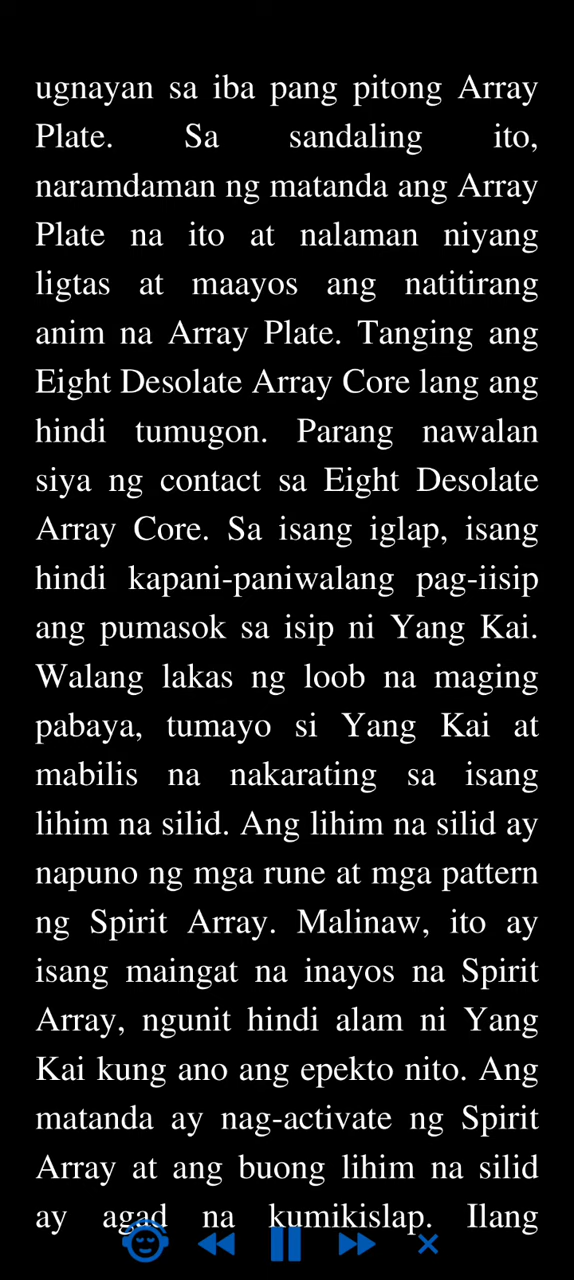 ugnayan sa iba pang pitong Array
Plate. Sa sandaling ito,
naramdaman ng matanda ang Array
Plate na ito at nalaman niyang
ligtas at maayos ang natitirang
anim na Array Plate. Tanging ang
Eight Desolate Array Core lang ang
hindi tumugon. Parang nawalan
siya ng contact sa Eight Desolate
Array Core. Sa isang iglap, isang
hindi kapani-paniwalang pag-iisip
ang pumasok sa isip ni Yang Kai.
Walang lakas ng loob na maging
pabaya, tumayo si Yang Kai at
mabilis na nakarating sa isang
lihim na silid. Ang lihim na silid ay
napuno ng mga rune at mga pattern
ng Spirit Array. Malinaw, ito ay
isang maingat na inayos na Spirit
Array, ngunit hindi alam ni Yang
Kai kung ano ang epekto nito. Ang
matanda ay nag-activate ng Spirit
Array at ang buong lihim na silid
ay agad na kumikislap. Ilang